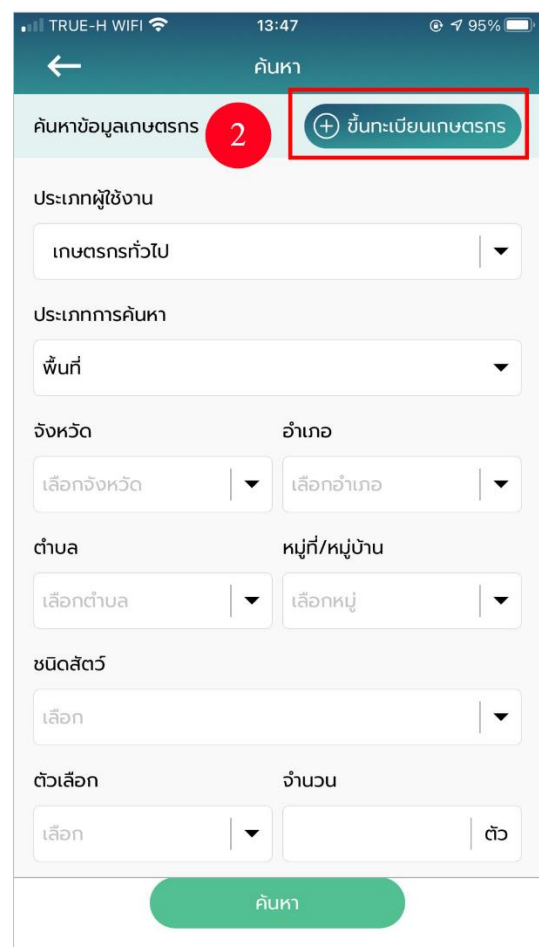 TRUE-H WIFI 13:47 95%
ค้นหา
ค้นหาข้อมูลเกษตรกร 2 ขึ้นทะเบียนเกษตรกร
ประเภทผู้ใช้งาน
เกษตรกรทั่วไป
ประเภทการค้นหา
พื้นที่
จังหวัด อำเภอ
เลือกจังหวัด เลือกอำเภอ
ตำบล หมู่ที่/หมู่บ้าน
เลือกตำบล เลือกหมู่
ชนิดสัตว์
เลือก
ตัวเลือก จำนวน
เลือก ตัว
ค้นหา